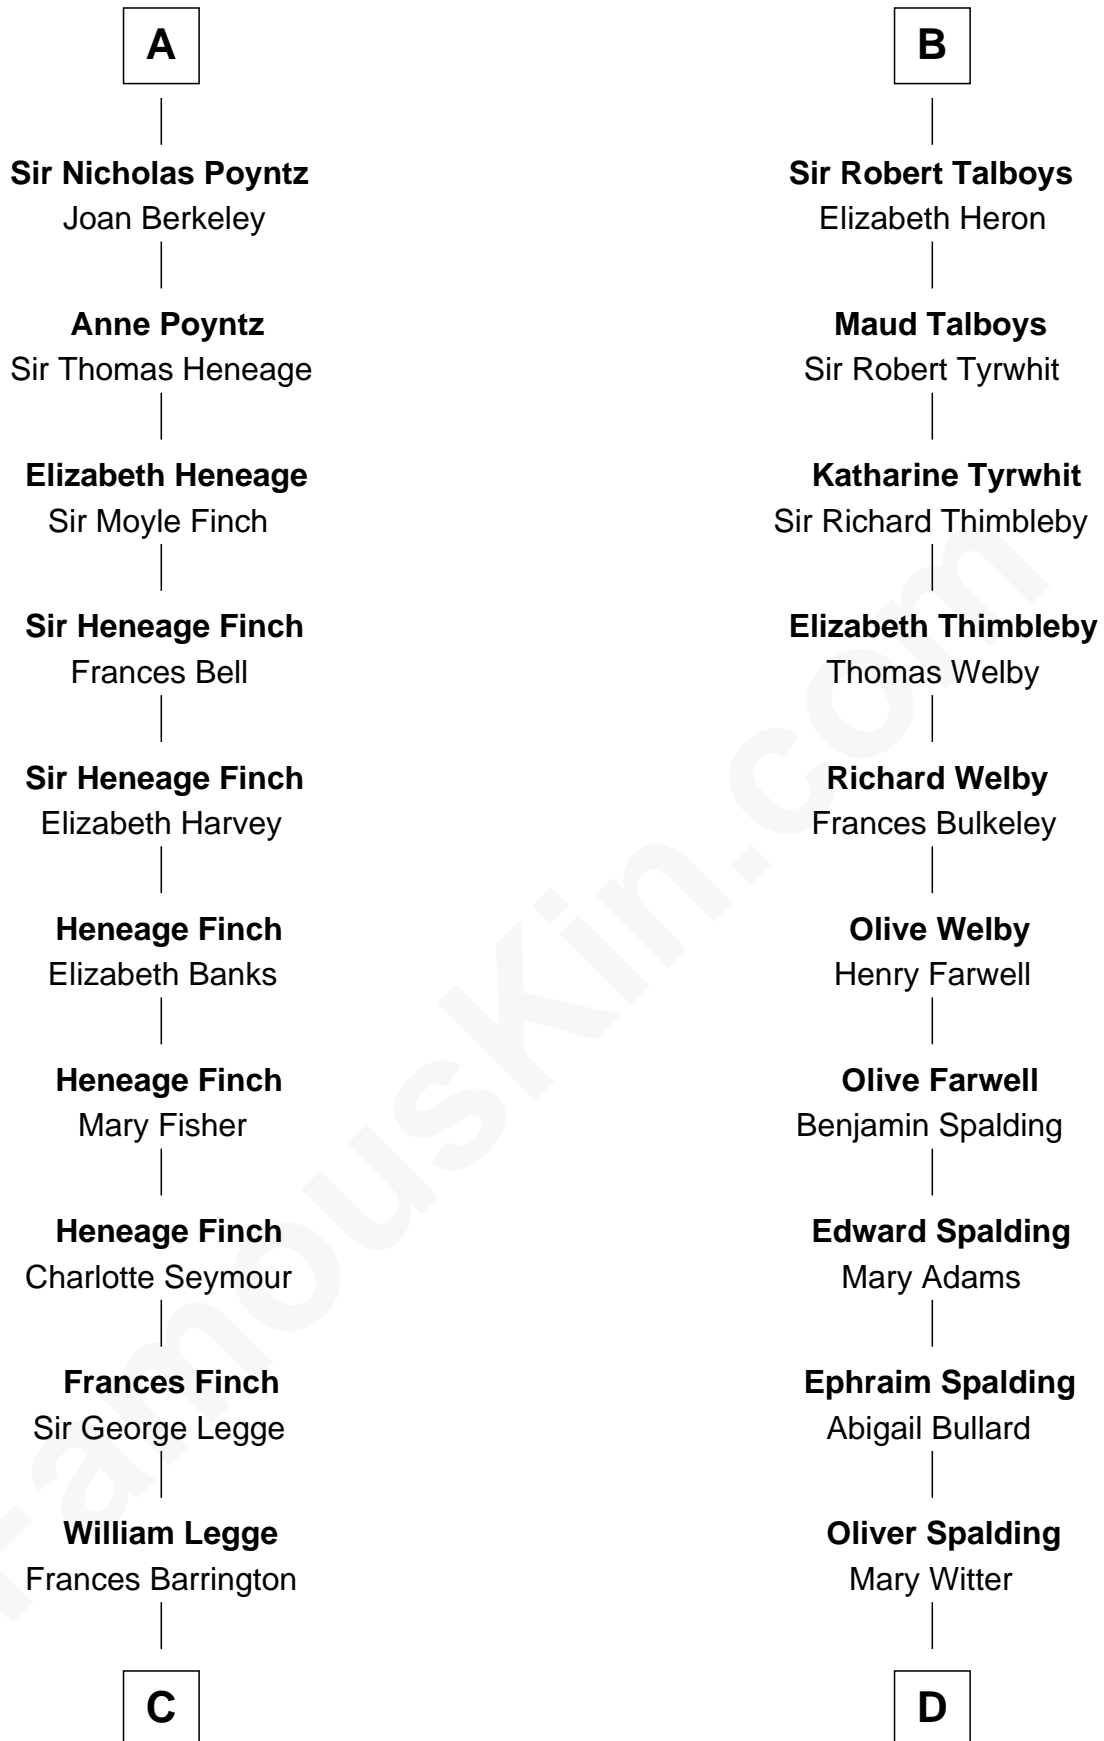 A
Sir Nicholas Poyntz
Joan Berkeley
Anne Poyntz
Sir Thomas Heneage
Elizabeth Heneage
Sir Moyle Finch
Sir Heneage Finch
Frances Bell
Sir Heneage Finch
Elizabeth Harvey
Heneage Finch
Elizabeth Banks
Heneage Finch
Mary Fisher
Heneage Finch
Charlotte Seymour
Frances Finch
Sir George Legge
William Legge
Frances Barrington
C
B
Sir Robert Talboys
Elizabeth Heron
Maud Talboys
Sir Robert Tyrwhit
Katharine Tyrwhit
Sir Richard Thimbleby
Elizabeth Thimbleby
Thomas Welby
Richard Welby
Frances Bulkeley
Olive Welby
Henry Farwell
Olive Farwell
Benjamin Spalding
Edward Spalding
Mary Adams
Ephraim Spalding
Abigail Bullard
Oliver Spalding
Mary Witter
D
FamousKin.com